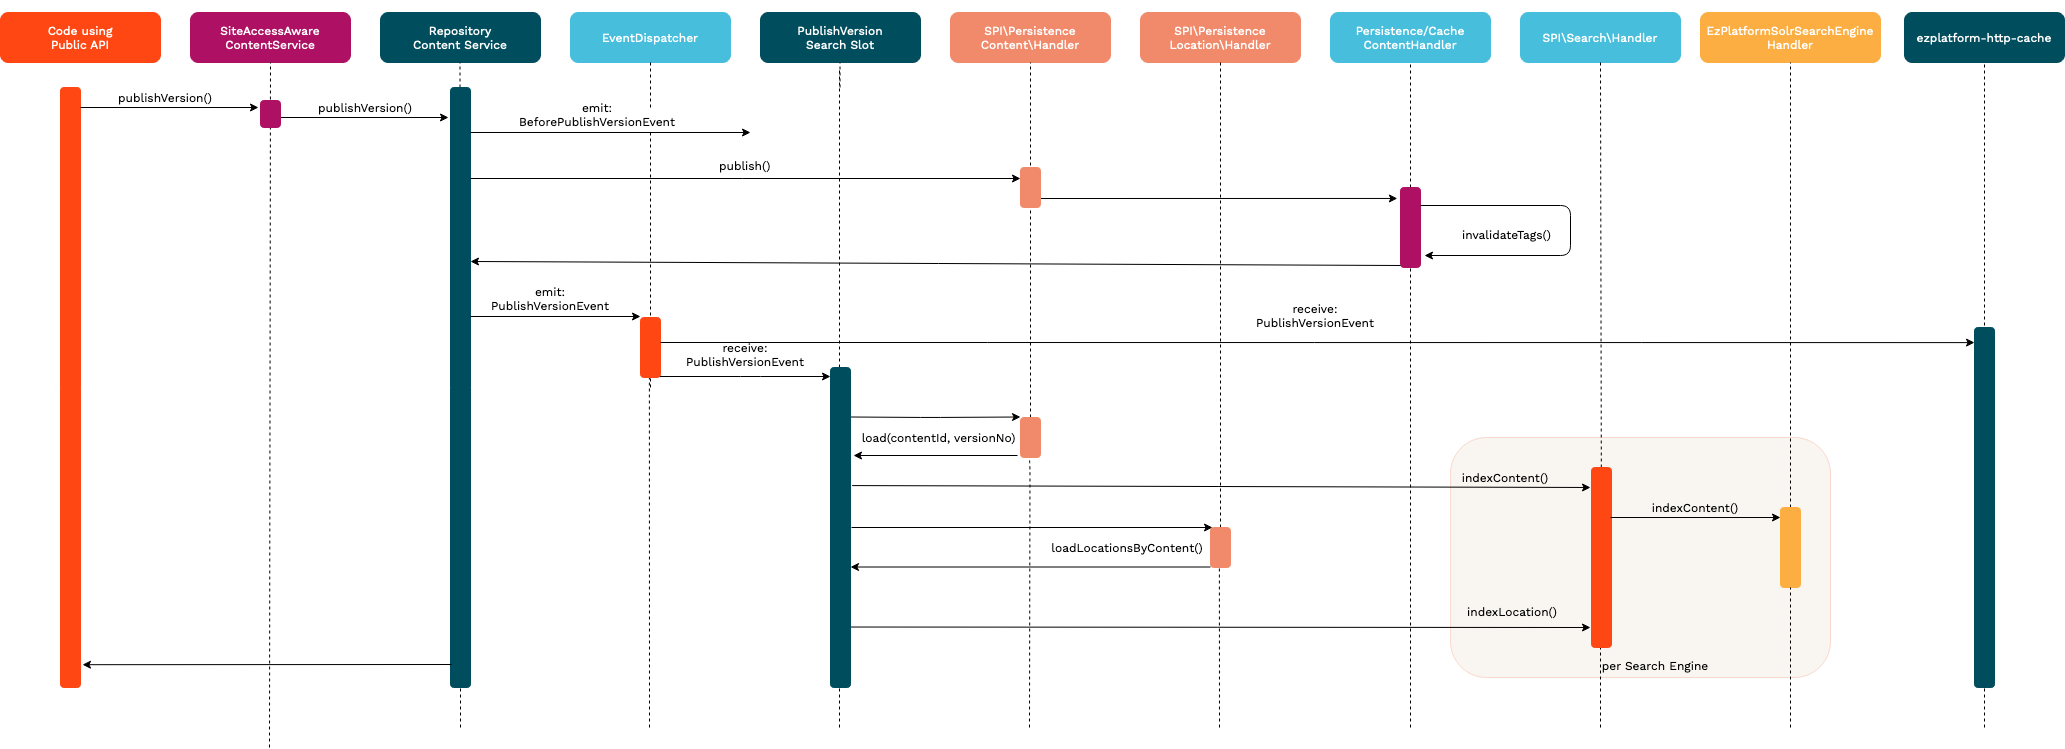 Code using
Public API
SiteAccessAware
ContentService
Repository
Content Service
EventDispatcher
PublishVersion
Search Slot
SPI\Persistence
Content\Handler
SPI\Persistence
Location\Handler
Persistence/Cache
ContentHandler
SPI\Search\Handler
EzPlatformSolrSearchEngine
Handler
ezplatform-http-cache
publishVersion()
publishVersion()
emit:
BeforePublishVersionEvent
publish()
invalidateTags()
emit:
PublishVersionEvent
receive:
PublishVersionEvent
receive:
PublishVersionEvent
load(contentId, versionNo)
indexContent()
indexContent()
loadLocationsByContent()
indexLocation()
per Search Engine